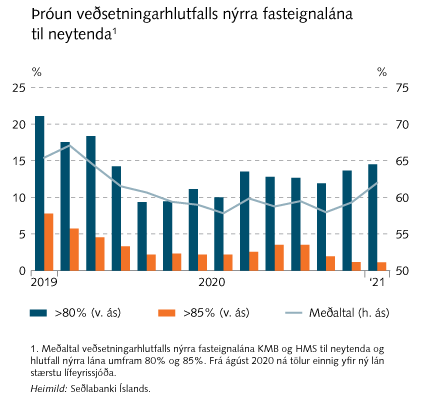 Þróun veðsetningarhlutfalls nýrra fasteignalána
til neytenda¹
% %
25 75
20 70
15 65
10 60
5 55
0 50
2019 2020 '21
>80% (v. ás) >85% (v. ás) Meðaltal (h. ás)
1. Meðaltal veðsetningarhlutfalls nýrra fasteignalána KMB og HMS til neytenda og
hlutfall nýrra lána umfram 80% og 85%. Frá ágúst 2020 ná tölur einnig yfir ný lán
stærstu lífeyrissjóða.
Heimild: Seðlabanki Íslands.